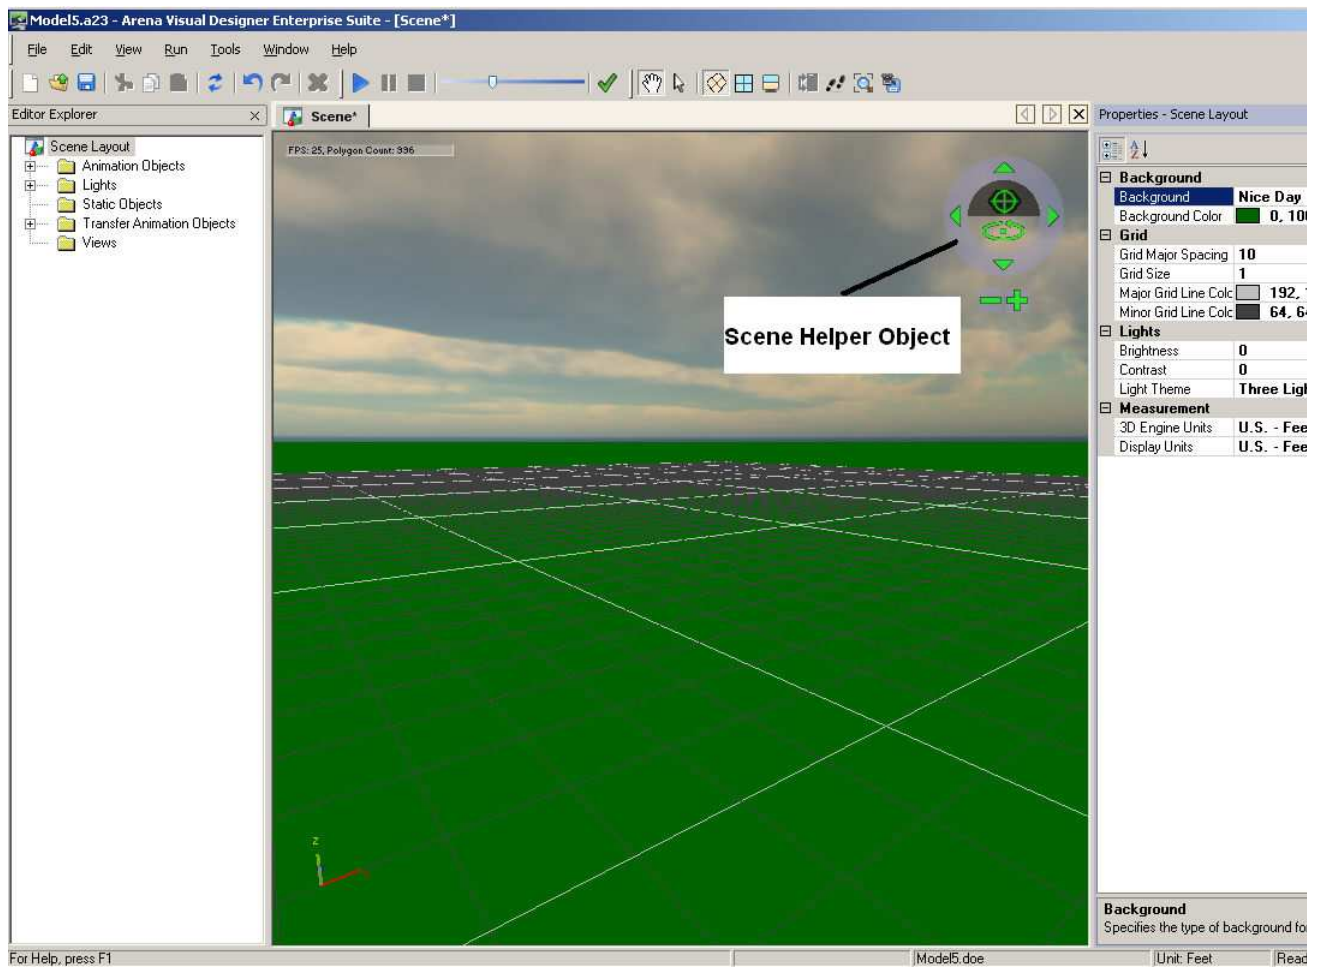 Model5.a23 - Arena Visual Designer Enterprise Suite - [Scene*]
File Edit View Run Tools Window Help
Editor Explorer
Scene*
Properties - Scene Layout
Scene Layout
Animation Objects
Lights
Static Objects
Transfer Animation Objects
Views
FPS: 25, Polygon Count: 996
Scene Helper Object
z
Background
Background Nice Day
Background Color 0, 100
Grid
Grid Major Spacing 10
Grid Size 1
Major Grid Line Colc 192, 1
Minor Grid Line Colc 64, 64
Lights
Brightness 0
Contrast 0
Light Theme Three Ligh
Measurement
3D Engine Units U.S. - Fee
Display Units U.S. - Fee
Background
Specifies the type of background fo
For Help, press F1
Model5.doe
Unit: Feet
Read